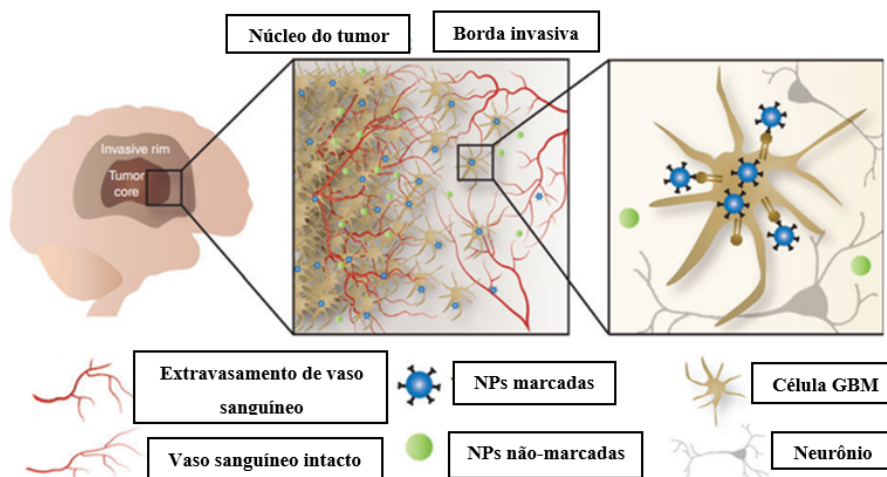 Núcleo do tumor
Borda invasiva
Invasive rim
Tumor
core
Extravasamento de vaso
sanguíneo
NPs marcadas
Célula GBM
Vaso sanguíneo intacto
NPs não-marcadas
Neurônio